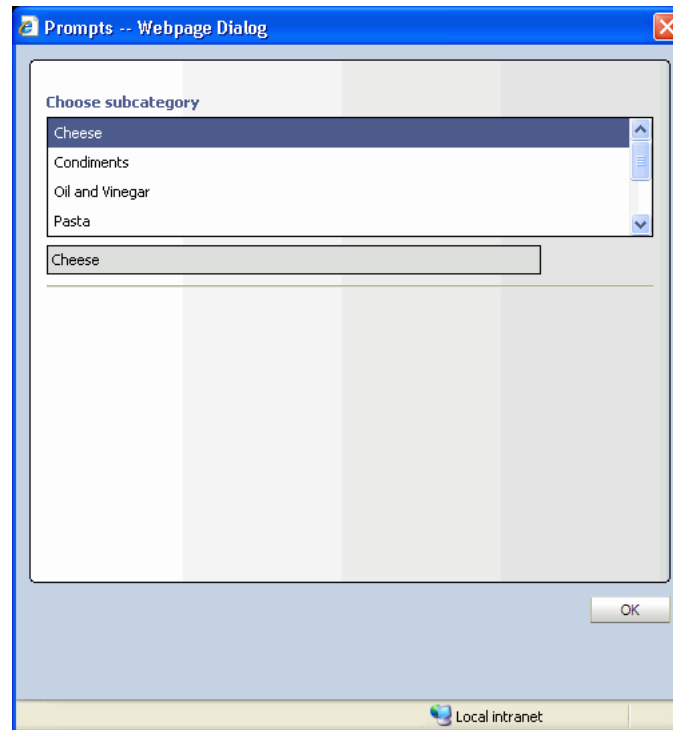 Prompts -- Webpage Dialog
Choose subcategory
Cheese
Condiments
Oil and Vinegar
Pasta
Cheese
OK
Local intranet